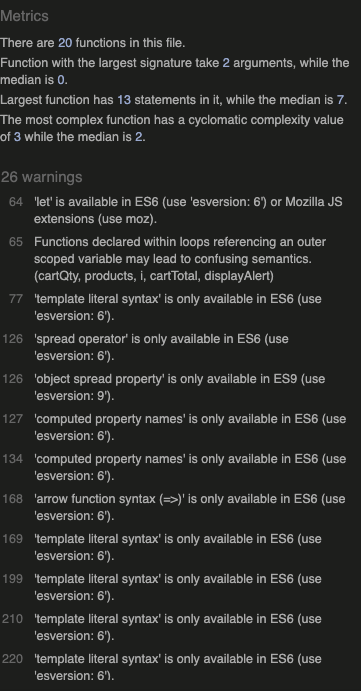 Metrics
There are 20 functions in this file.
Function with the largest signature take 2 arguments, while the
median is 0.
Largest function has 13 statements in it, while the median is 7.
The most complex function has a cyclomatic complexity value
of 3 while the median is 2.
26 warnings
64 'let' is available in ES6 (use 'esversion: 6') or Mozilla JS
extensions (use moz).
65 Functions declared within loops referencing an outer
scoped variable may lead to confusing semantics.
(cartQty, products, i, cartTotal, displayAlert)
77 'template literal syntax' is only available in ES6 (use
'esversion: 6').
126 'spread operator' is only available in ES6 (use
'esversion: 6').
126 'object spread property' is only available in ES9 (use
'esversion: 9').
127 'computed property names' is only available in ES6 (use
'esversion: 6').
134 'computed property names' is only available in ES6 (use
'esversion: 6').
168 'arrow function syntax (=>)' is only available in ES6 (use
'esversion: 6').
169 'template literal syntax' is only available in ES6 (use
'esversion: 6').
199 'template literal syntax' is only available in ES6 (use
'esversion: 6').
210 'template literal syntax' is only available in ES6 (use
'esversion: 6').
220 'template literal syntax' is only available in ES6 (use
'esversion: 6').